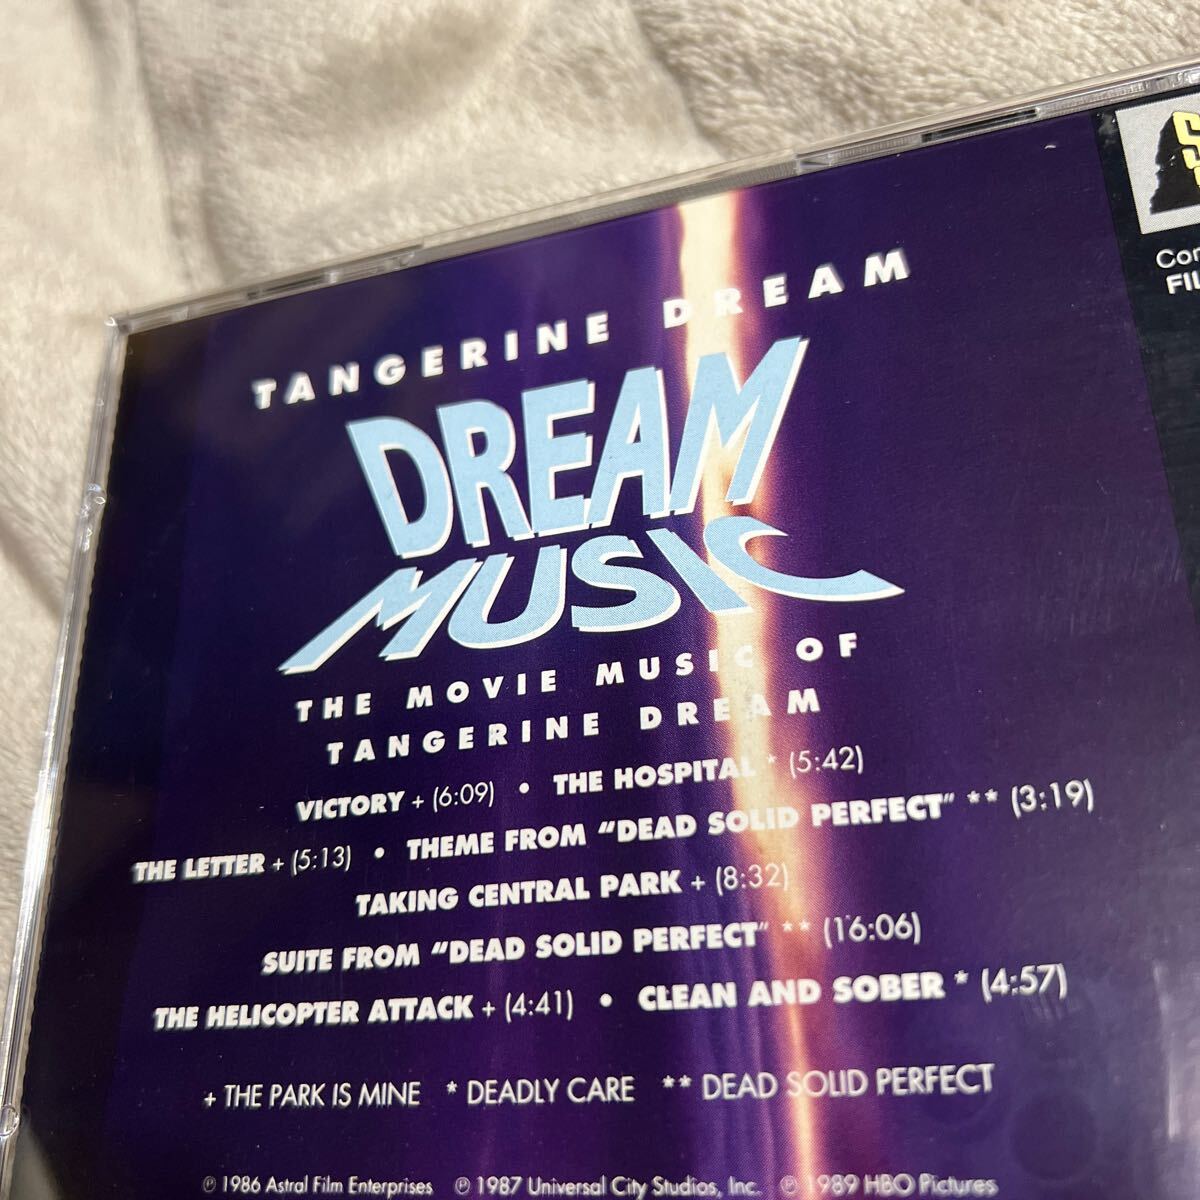 TANGERINE DREAM
DREAM
MUSIC
THE MOVIE MUSIC OF
TANGERINE DREAM
VICTORY + (6:09) • THE HOSPITAL * (5:42)
THE LETTER + (5:13) • THEME FROM "DEAD SOLID PERFECT" ** (3:19)
TAKING CENTRAL PARK + (8:32)
SUITE FROM "DEAD SOLID PERFECT" ** (16:06)
THE HELICOPTER ATTACK + (4:41) • CLEAN AND SOBER * (4:57)
+ THE PARK IS MINE * DEADLY CARE ** DEAD SOLID PERFECT
℗ 1986 Astral Film Enterprises ℗ 1987 Universal City Studios, Inc. ℗ 1989 HBO Pictures